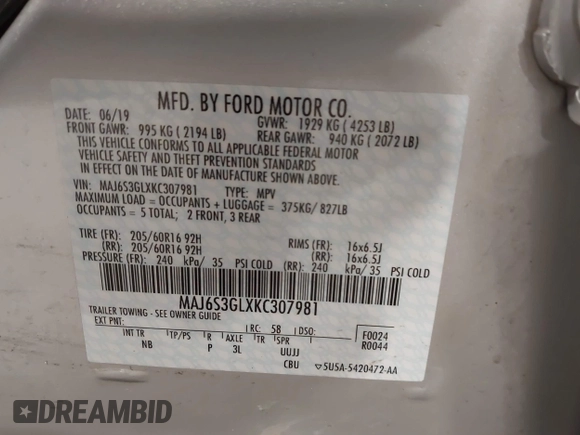 MFD. BY FORD MOTOR CO.
DATE: 06/19 GVWR: 1929 KG ( 4253 LB)
FRONT GAWR: 995 KG ( 2194 LB) REAR GAWR: 940 KG ( 2072 LB)
THIS VEHICLE CONFORMS TO ALL APPLICABLE FEDERAL MOTOR
VEHICLE SAFETY AND THEFT PREVENTION STANDARDS
IN EFFECT ON THE DATE OF MANUFACTURE SHOWN ABOVE.
VIN: MAJ6S3GLXKC307981 TYPE: MPV
MAXIMUM LOAD = OCCUPANTS + LUGGAGE = 375KG/ 827LB
OCCUPANTS = 5 TOTAL; 2 FRONT, 3 REAR
TIRE (FR): 205/60R16 92H RIMS (FR): 16x6.5J
(RR): 205/60R16 92H (RR): 16x6.5J
PRESSURE (FR): 240 kPa/ 35 PSI COLD (RR): 240 kPa/ 35 PSI COLD
MAJ6S3GLXKC307981
TRAILER TOWING - SEE OWNER GUIDE
EXT PNT: RC: 58 DSO: F0024
R0044
INT TR TP/PS R AXLE TR SPR
NB P 3L UUJJ
CBU 5U5A-5420472-AA
DREAMBID